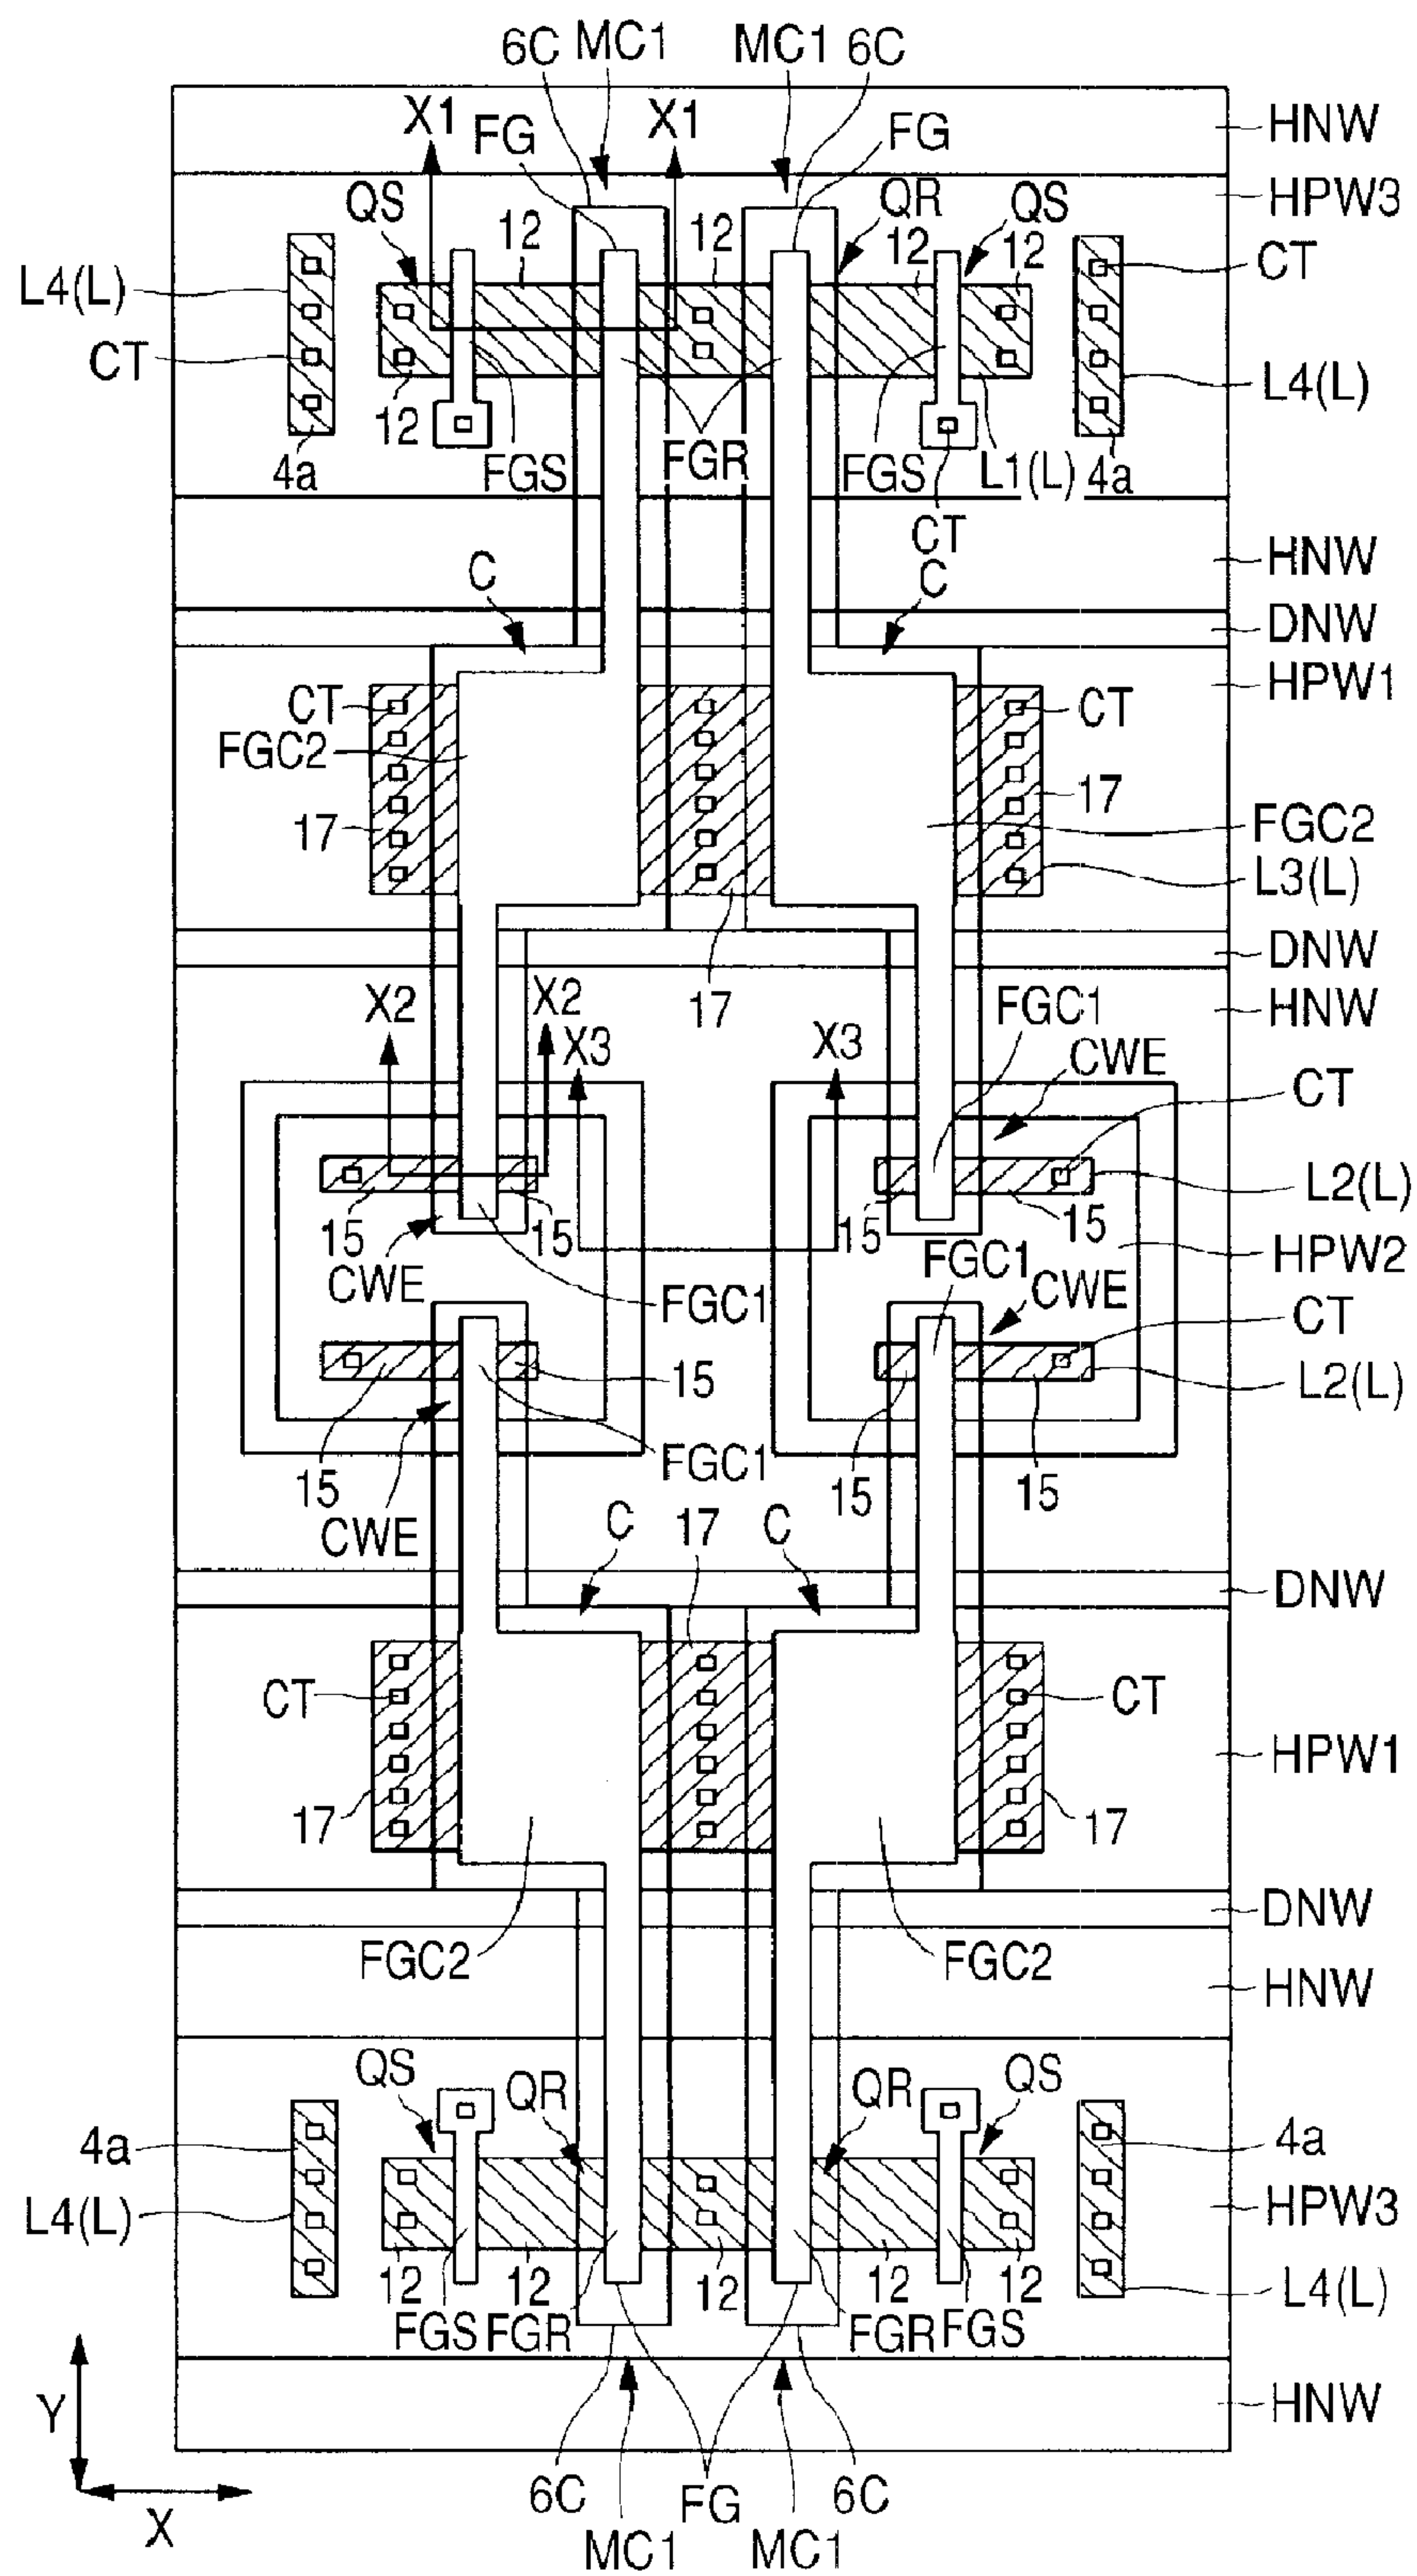 6C MC1 MC1 6C
X1 FG X1 FG HNW
HPW3
QS 12 12 QR QS
12 12 CT
L4(L)
CT
L4(L)
12
4a FGS FGR FGS L1(L) 4a
CT
C C HNW
DNW
HPW1
CT CT
FGC2
17 17
FGC2
L3(L)
DNW
17
X2 X2 FGC1 HNW
X3 X3 CWE
CT
L2(L)
15 15 15 15
CWE FGC1 HPW2
FGC1 CWE
CT
15 L2(L)
FGC1
15 15 15
CWE C 17 C
DNW
CT CT
HPW1
17 17
DNW
FGC2 FGC2
HNW
QS QR QR QS
4a 4a
L4(L) HPW3
12 12 12 12 12
L4(L)
FGS FGR FGR FGS
Y HNW
6C FG 6C
X
MC1 MC1